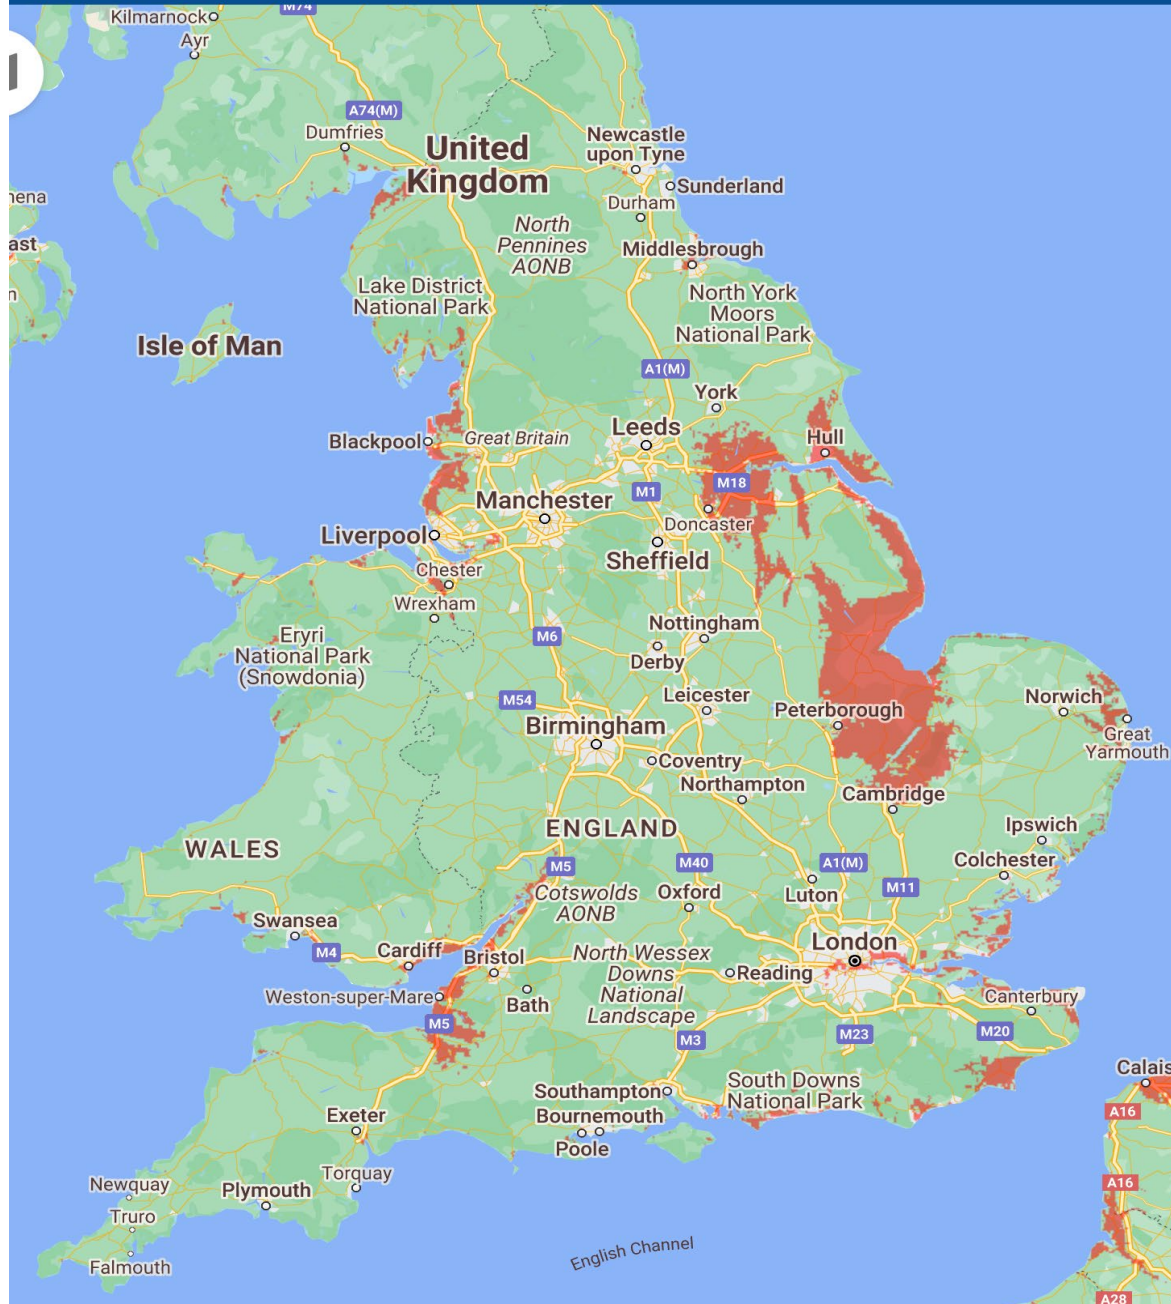 M74
Kilmarnock
Ayr
A74(M)
Dumfries
United
Kingdom
Newcastle
upon Tyne
Sunderland
Durham
North
Pennines
AONB
Middlesbrough
Lake District
National Park
North York
Moors
National Park
Isle of Man
A1(M)
York
Leeds
Hull
Blackpool
Great Britain
M1
M18
Manchester
Doncaster
Liverpool
Sheffield
Chester
Wrexham
Eryri
National Park
(Snowdonia)
M6
Nottingham
Derby
M54
Leicester
Peterborough
Norwich
Great
Yarmouth
Birmingham
Coventry
Northampton
Cambridge
ENGLAND
WALES
Ipswich
Colchester
M5
M40
A1(M)
M11
Cotswolds
AONB
Oxford
Luton
Swansea
M4
Cardiff
Bristol
London
North Wessex
Downs
National
Landscape
Reading
Weston-super-Mare
Bath
Canterbury
M5
M3
M23
M20
South Downs
National Park
Southampton
Bournemouth
Poole
Exeter
Torquay
Calais
A16
A16
Newquay
Plymouth
Truro
Falmouth
English Channel
A28